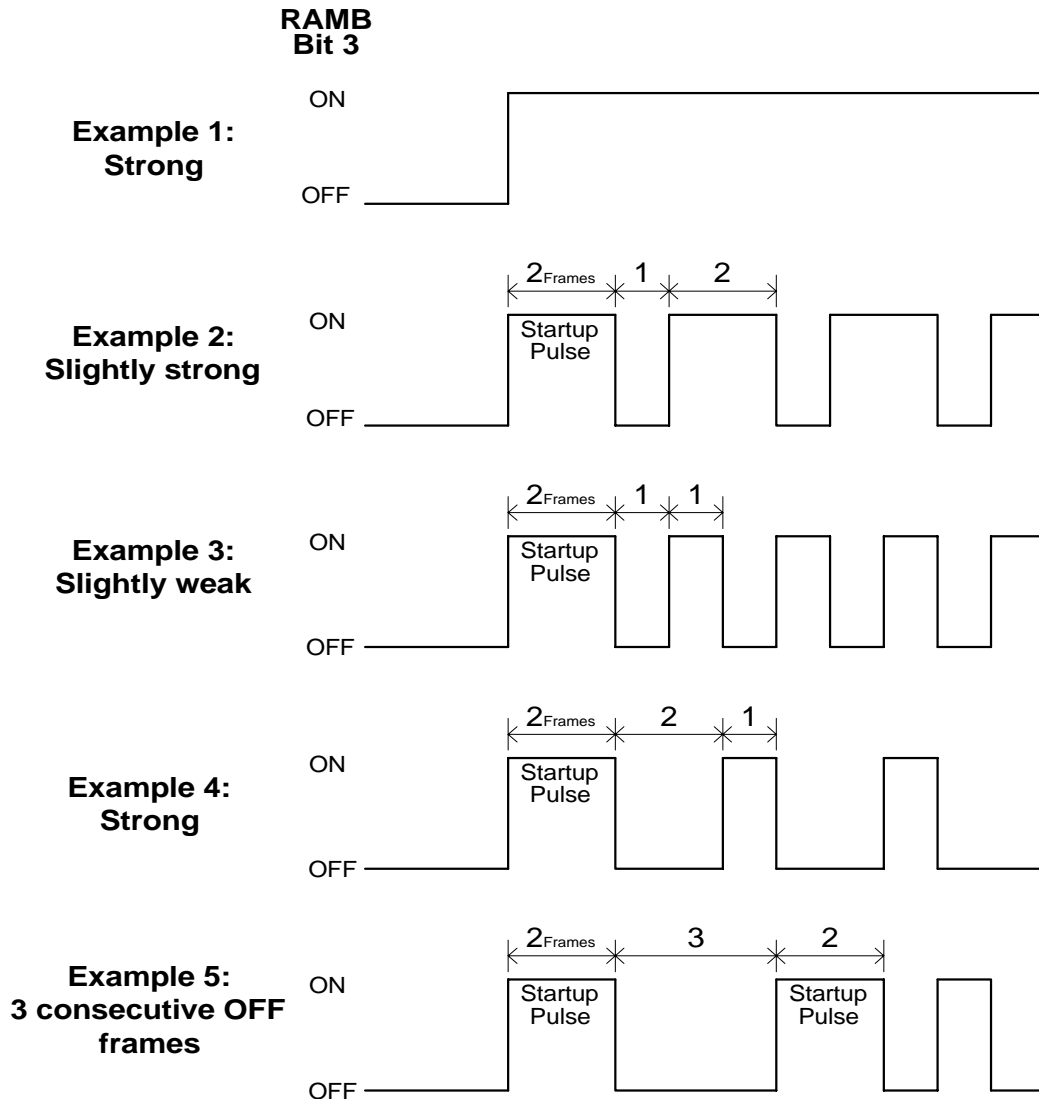 RAMB
Bit 3
Example 1:
Strong
ON
OFF
Example 2:
Slightly strong
2Frames 1 2
ON
Startup
Pulse
OFF
Example 3:
Slightly weak
2Frames 1 1
ON
Startup
Pulse
OFF
Example 4:
Strong
2Frames 2 1
ON
Startup
Pulse
OFF
Example 5:
3 consecutive OFF
frames
2Frames 3 2
ON
Startup
Pulse
Startup
Pulse
OFF